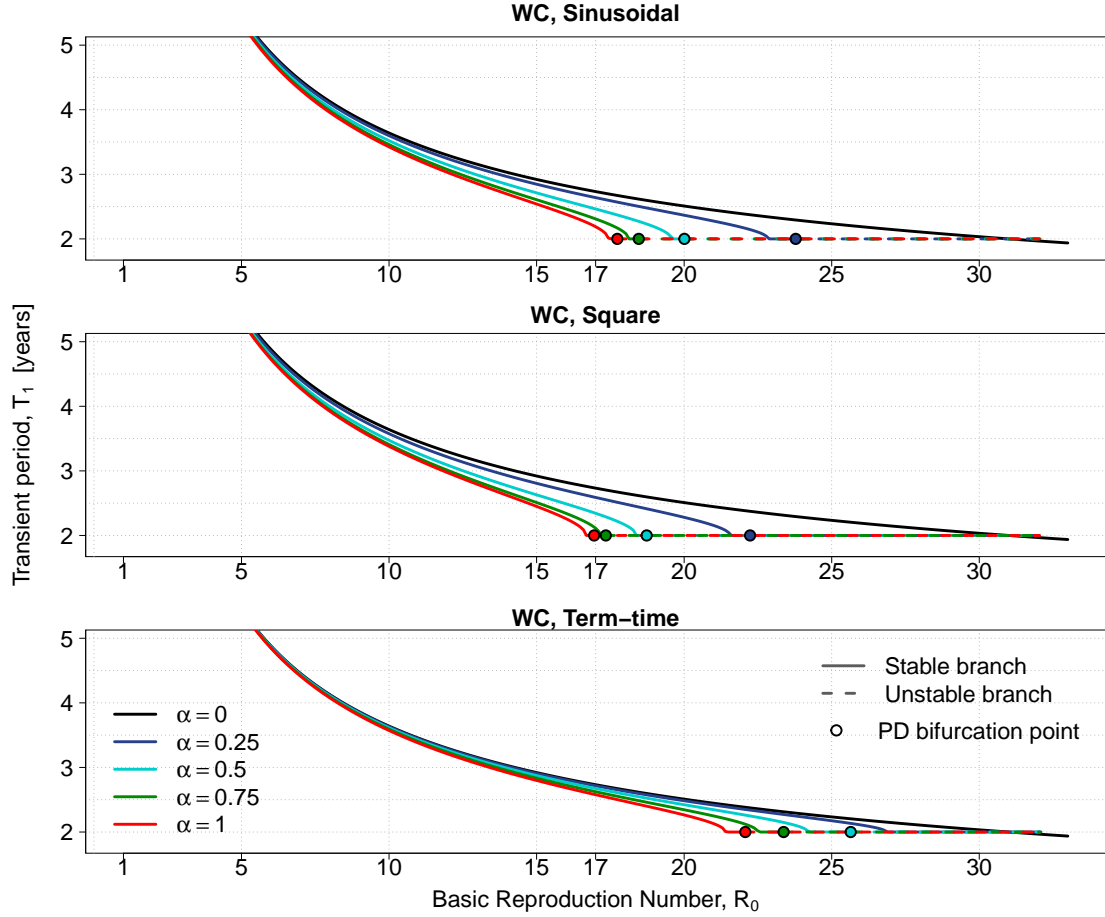 WC, Sinusoidal
5
4
3
2
1 5 10 15 17 20 25 30
WC, Square
5
4
3
2
1 5 10 15 17 20 25 30
Transient period, T₁ [years]
WC, Term−time
5
4
3
2
1 5 10 15 17 20 25 30
α = 0
α = 0.25
α = 0.5
α = 0.75
α = 1
Stable branch
Unstable branch
PD bifurcation point
Basic Reproduction Number, R₀